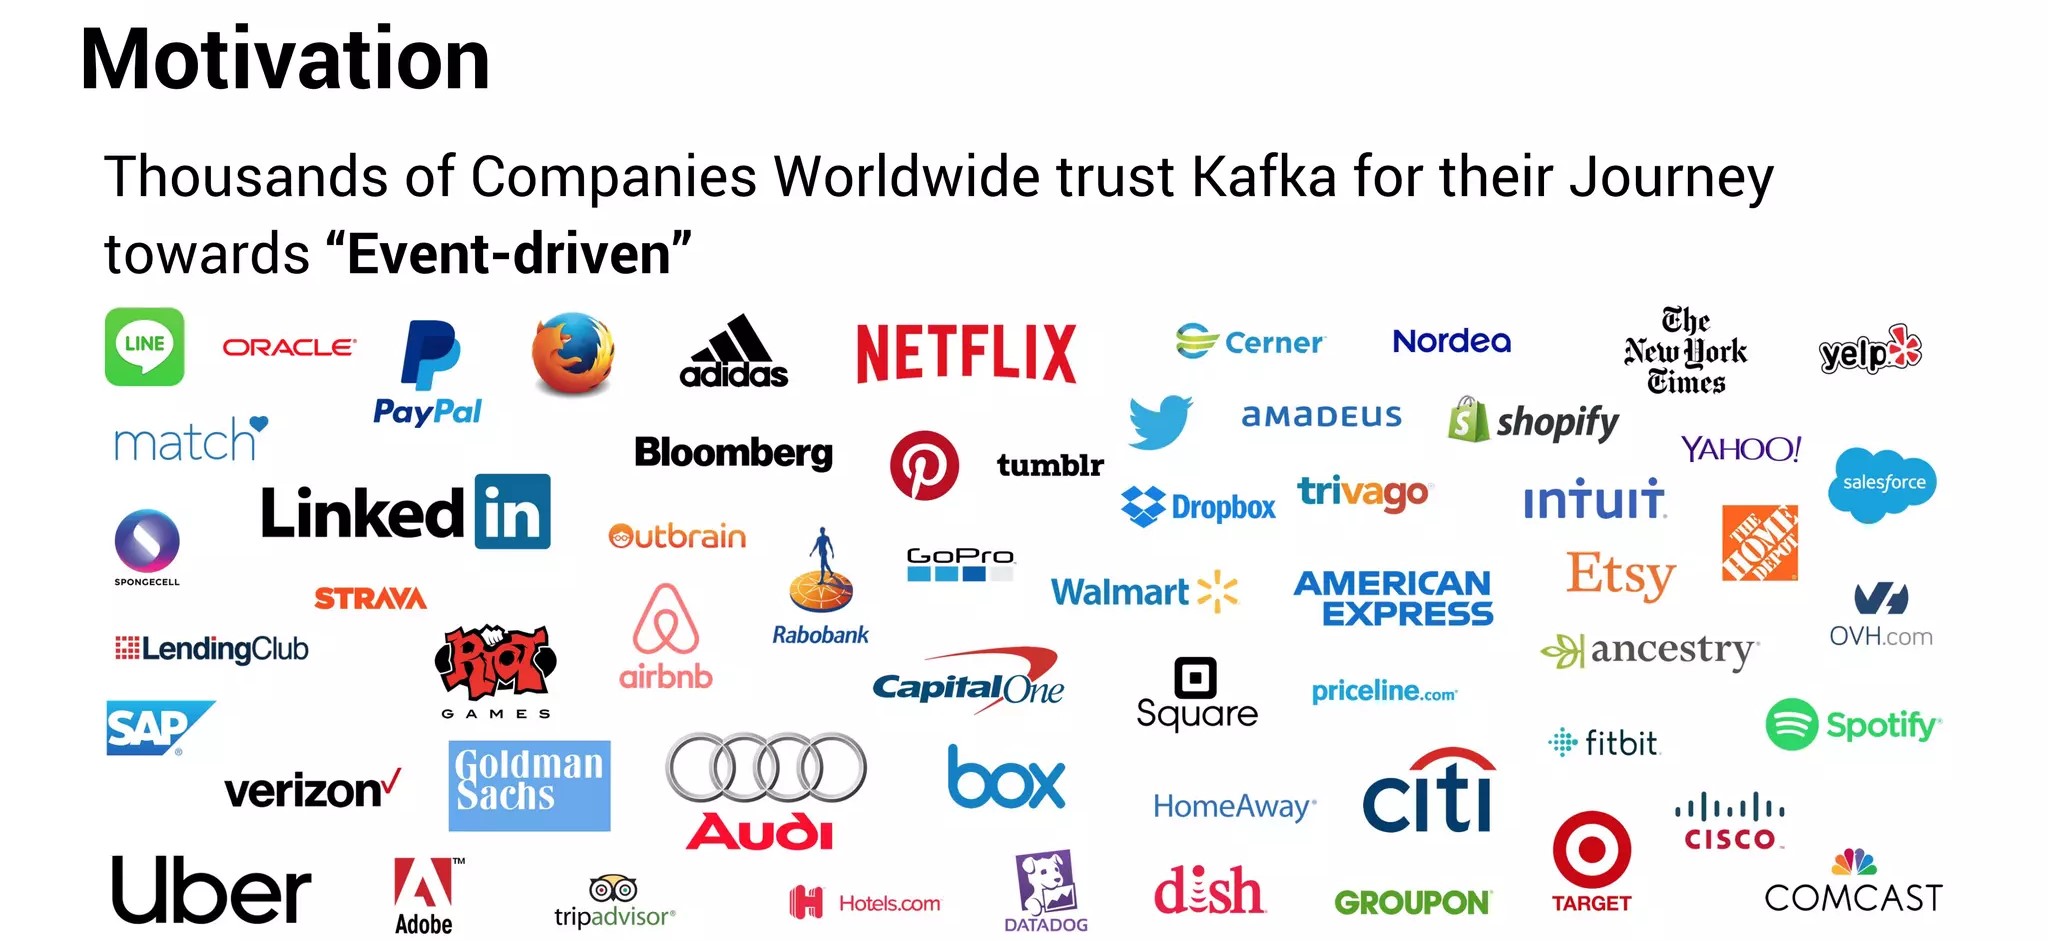 Motivation
Thousands of Companies Worldwide trust Kafka for their Journey
towards “Event-driven”
LINE
ORACLE®
PayPal
adidas
NETFLIX
Cerner
Nordea
The
New York
Times
yelp
match
Bloomberg
tumblr
amadeus
shopify
YAHOO!
salesforce
Linked in
Dropbox
trivago
intuit
THE
HOME
DEPOT
SPONGECELL
Outbrain
GoPro
STRAVA
Rabobank
Walmart
AMERICAN
EXPRESS
Etsy
OVH.com
LendingClub
RIOT
GAMES
airbnb
Capital One
Square
priceline.com®
ancestry
SAP®
fitbit
Spotify®
verizon
Goldman
Sachs
Audi
box
HomeAway®
citi
CISCO
Uber
Adobe™
tripadvisor®
Hotels.com
DATADOG
dish
GROUPON
TARGET
COMCAST